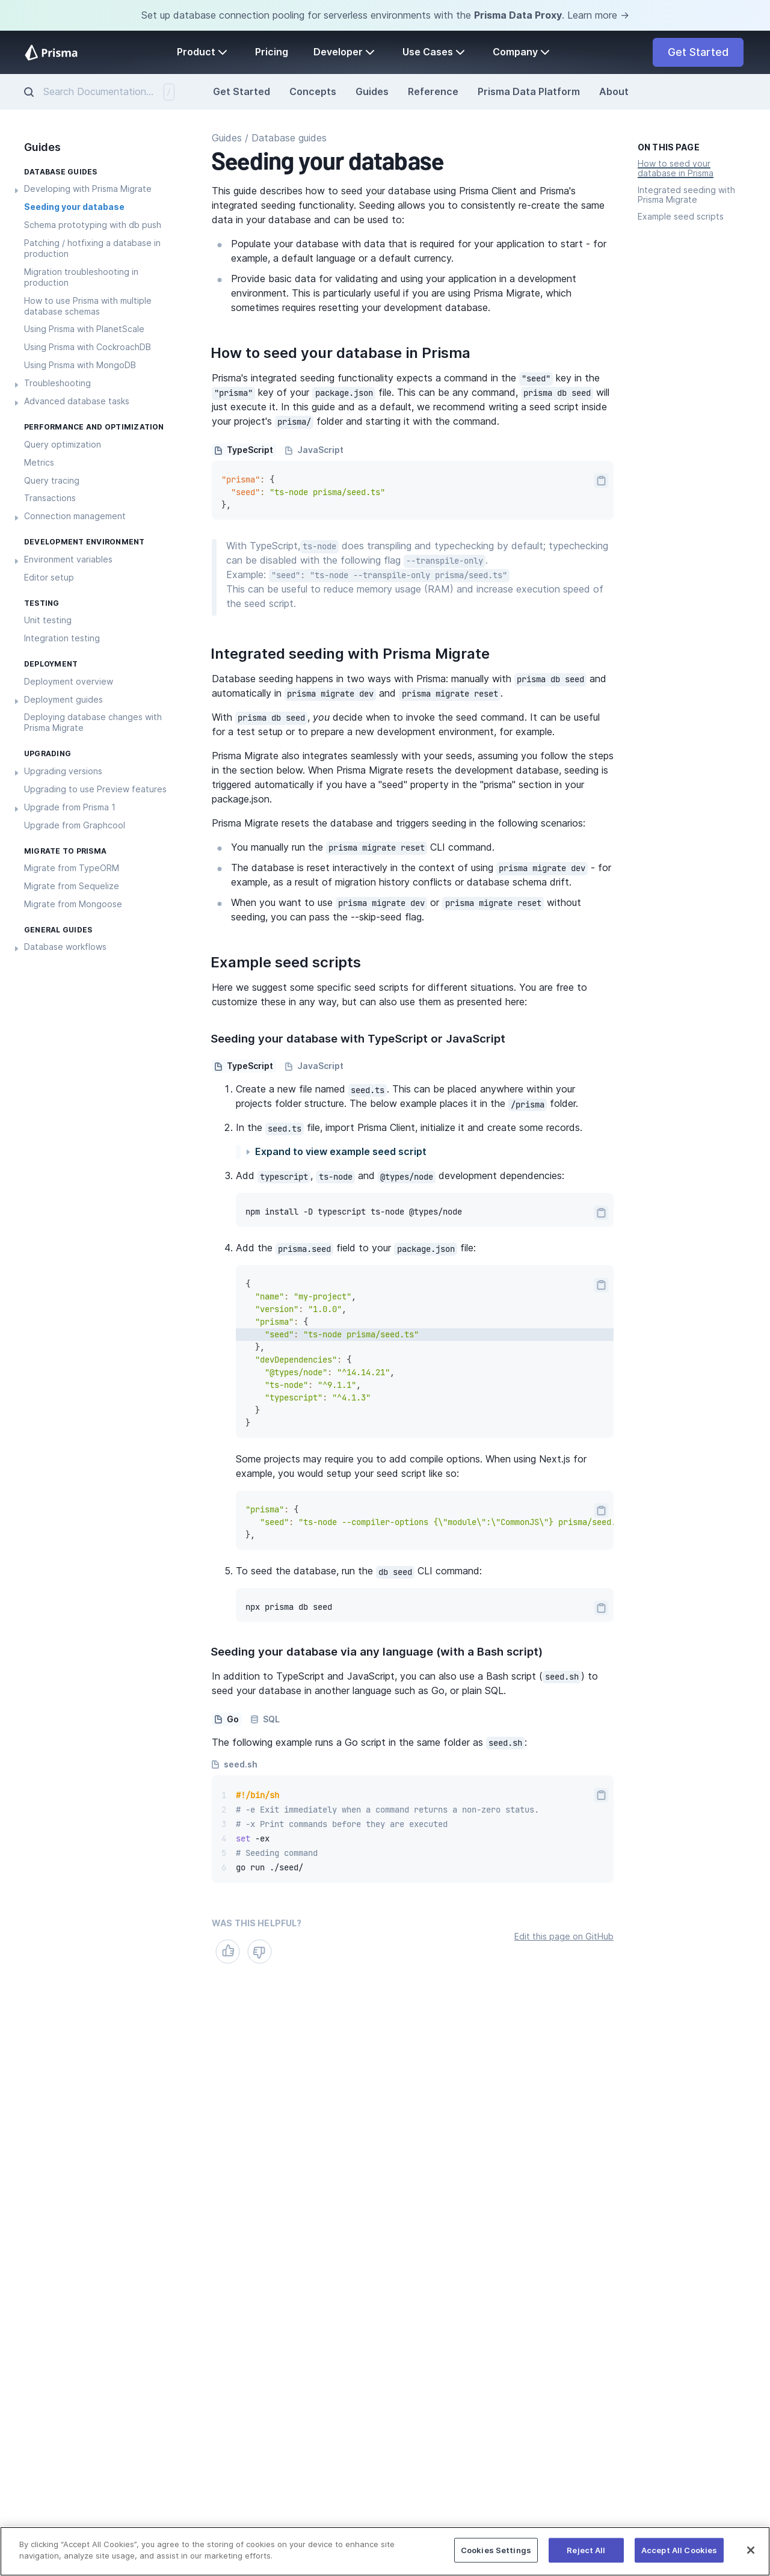 Set up database connection pooling for serverless environments with the Prisma Data Proxy. Learn more →
Prisma
Product
Pricing
Developer
Use Cases
Company
Get Started
Search Documentation... /
Get Started
Concepts
Guides
Reference
Prisma Data Platform
About
Guides
DATABASE GUIDES
Developing with Prisma Migrate
Seeding your database
Schema prototyping with db push
Patching / hotfixing a database in
production
Migration troubleshooting in
production
How to use Prisma with multiple
database schemas
Using Prisma with PlanetScale
Using Prisma with CockroachDB
Using Prisma with MongoDB
Troubleshooting
Advanced database tasks
PERFORMANCE AND OPTIMIZATION
Query optimization
Metrics
Query tracing
Transactions
Connection management
DEVELOPMENT ENVIRONMENT
Environment variables
Editor setup
TESTING
Unit testing
Integration testing
DEPLOYMENT
Deployment overview
Deployment guides
Deploying database changes with
Prisma Migrate
UPGRADING
Upgrading versions
Upgrading to use Preview features
Upgrade from Prisma 1
Upgrade from Graphcool
MIGRATE TO PRISMA
Migrate from TypeORM
Migrate from Sequelize
Migrate from Mongoose
GENERAL GUIDES
Database workflows
Guides / Database guides
Seeding your database
This guide describes how to seed your database using Prisma Client and Prisma's
integrated seeding functionality. Seeding allows you to consistently re-create the same
data in your database and can be used to:
Populate your database with data that is required for your application to start - for
example, a default language or a default currency.
Provide basic data for validating and using your application in a development
environment. This is particularly useful if you are using Prisma Migrate, which
sometimes requires resetting your development database.
How to seed your database in Prisma
Prisma's integrated seeding functionality expects a command in the "seed" key in the
"prisma" key of your package.json file. This can be any command, prisma db seed will
just execute it. In this guide and as a default, we recommend writing a seed script inside
your project's prisma/ folder and starting it with the command.
TypeScript
JavaScript
"prisma": {
"seed": "ts-node prisma/seed.ts"
},
With TypeScript, ts-node does transpiling and typechecking by default; typechecking
can be disabled with the following flag --transpile-only.
Example: "seed": "ts-node --transpile-only prisma/seed.ts"
This can be useful to reduce memory usage (RAM) and increase execution speed of
the seed script.
Integrated seeding with Prisma Migrate
Database seeding happens in two ways with Prisma: manually with prisma db seed and
automatically in prisma migrate dev and prisma migrate reset.
With prisma db seed, you decide when to invoke the seed command. It can be useful
for a test setup or to prepare a new development environment, for example.
Prisma Migrate also integrates seamlessly with your seeds, assuming you follow the steps
in the section below. When Prisma Migrate resets the development database, seeding is
triggered automatically if you have a "seed" property in the "prisma" section in your
package.json.
Prisma Migrate resets the database and triggers seeding in the following scenarios:
You manually run the prisma migrate reset CLI command.
The database is reset interactively in the context of using prisma migrate dev - for
example, as a result of migration history conflicts or database schema drift.
When you want to use prisma migrate dev or prisma migrate reset without
seeding, you can pass the --skip-seed flag.
Example seed scripts
Here we suggest some specific seed scripts for different situations. You are free to
customize these in any way, but can also use them as presented here:
Seeding your database with TypeScript or JavaScript
TypeScript
JavaScript
1. Create a new file named seed.ts. This can be placed anywhere within your
projects folder structure. The below example places it in the /prisma folder.
2. In the seed.ts file, import Prisma Client, initialize it and create some records.
Expand to view example seed script
3. Add typescript, ts-node and @types/node development dependencies:
npm install -D typescript ts-node @types/node
4. Add the prisma.seed field to your package.json file:
{
"name": "my-project",
"version": "1.0.0",
"prisma": {
"seed": "ts-node prisma/seed.ts"
},
"devDependencies": {
"@types/node": "^14.14.21",
"ts-node": "^9.1.1",
"typescript": "^4.1.3"
}
}
Some projects may require you to add compile options. When using Next.js for
example, you would setup your seed script like so:
"prisma": {
"seed": "ts-node --compiler-options {\"module\":\"CommonJS\"} prisma/seed.
},
5. To seed the database, run the db seed CLI command:
npx prisma db seed
Seeding your database via any language (with a Bash script)
In addition to TypeScript and JavaScript, you can also use a Bash script (seed.sh) to
seed your database in another language such as Go, or plain SQL.
Go
SQL
The following example runs a Go script in the same folder as seed.sh:
seed.sh
1 #!/bin/sh
2 # -e Exit immediately when a command returns a non-zero status.
3 # -x Print commands before they are executed
4 set -ex
5 # Seeding command
6 go run ./seed/
WAS THIS HELPFUL?
Edit this page on GitHub
ON THIS PAGE
How to seed your
database in Prisma
Integrated seeding with
Prisma Migrate
Example seed scripts
By clicking "Accept All Cookies", you agree to the storing of cookies on your device to enhance site
navigation, analyze site usage, and assist in our marketing efforts.
Cookies Settings
Reject All
Accept All Cookies